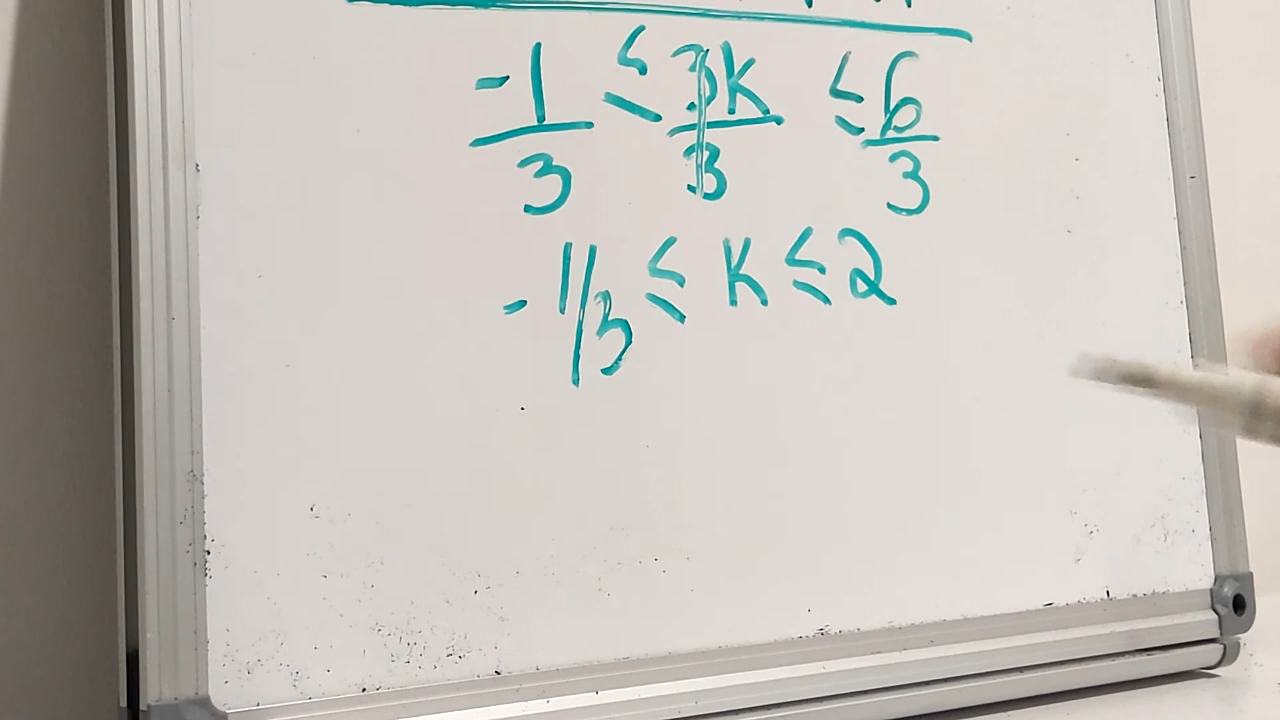 -1/3 ≤ 3K/3 ≤ 6/3
-1/3 ≤ K ≤ 2